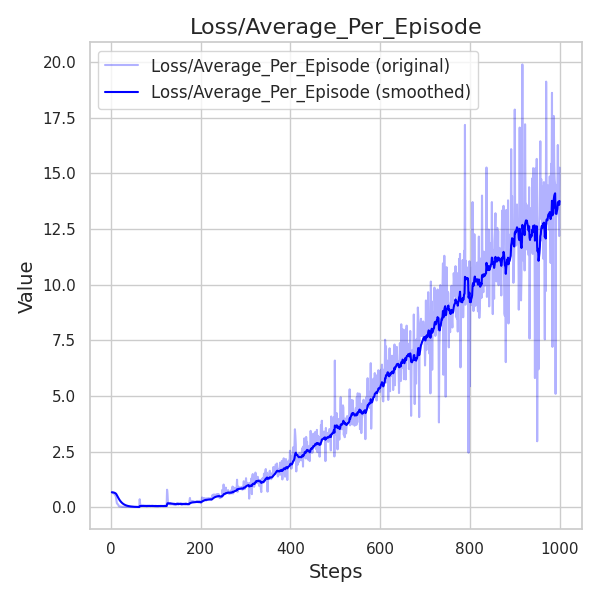 Loss/Average_Per_Episode
Loss/Average_Per_Episode (original)
Loss/Average_Per_Episode (smoothed)
20.0
17.5
15.0
12.5
10.0
7.5
5.0
2.5
0.0
Value
0 200 400 600 800 1000
Steps